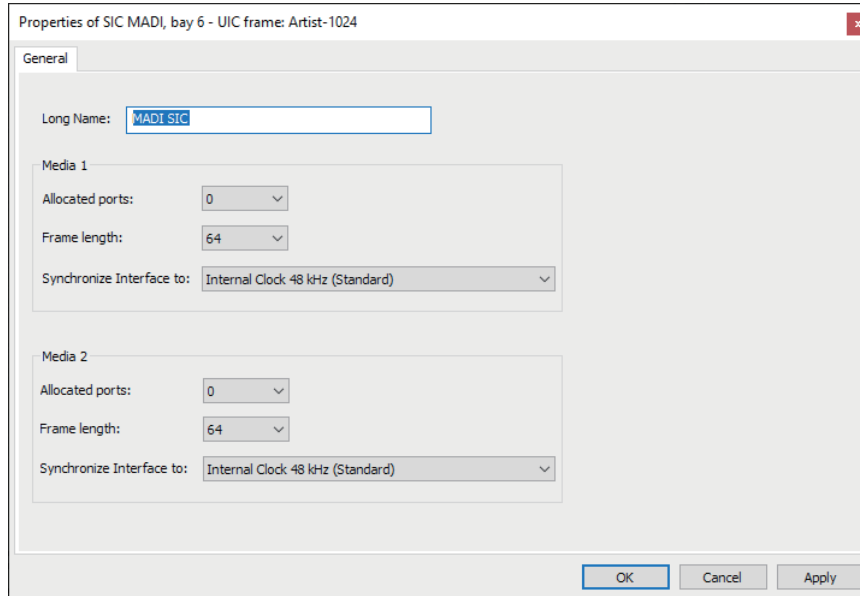 Properties of SIC MADI, bay 6 - UIC frame: Artist-1024
General
Long Name: MADI SIC
Media 1
Allocated ports: 0
Frame length: 64
Synchronize Interface to: Internal Clock 48 kHz (Standard)
Media 2
Allocated ports: 0
Frame length: 64
Synchronize Interface to: Internal Clock 48 kHz (Standard)
OK Cancel Apply